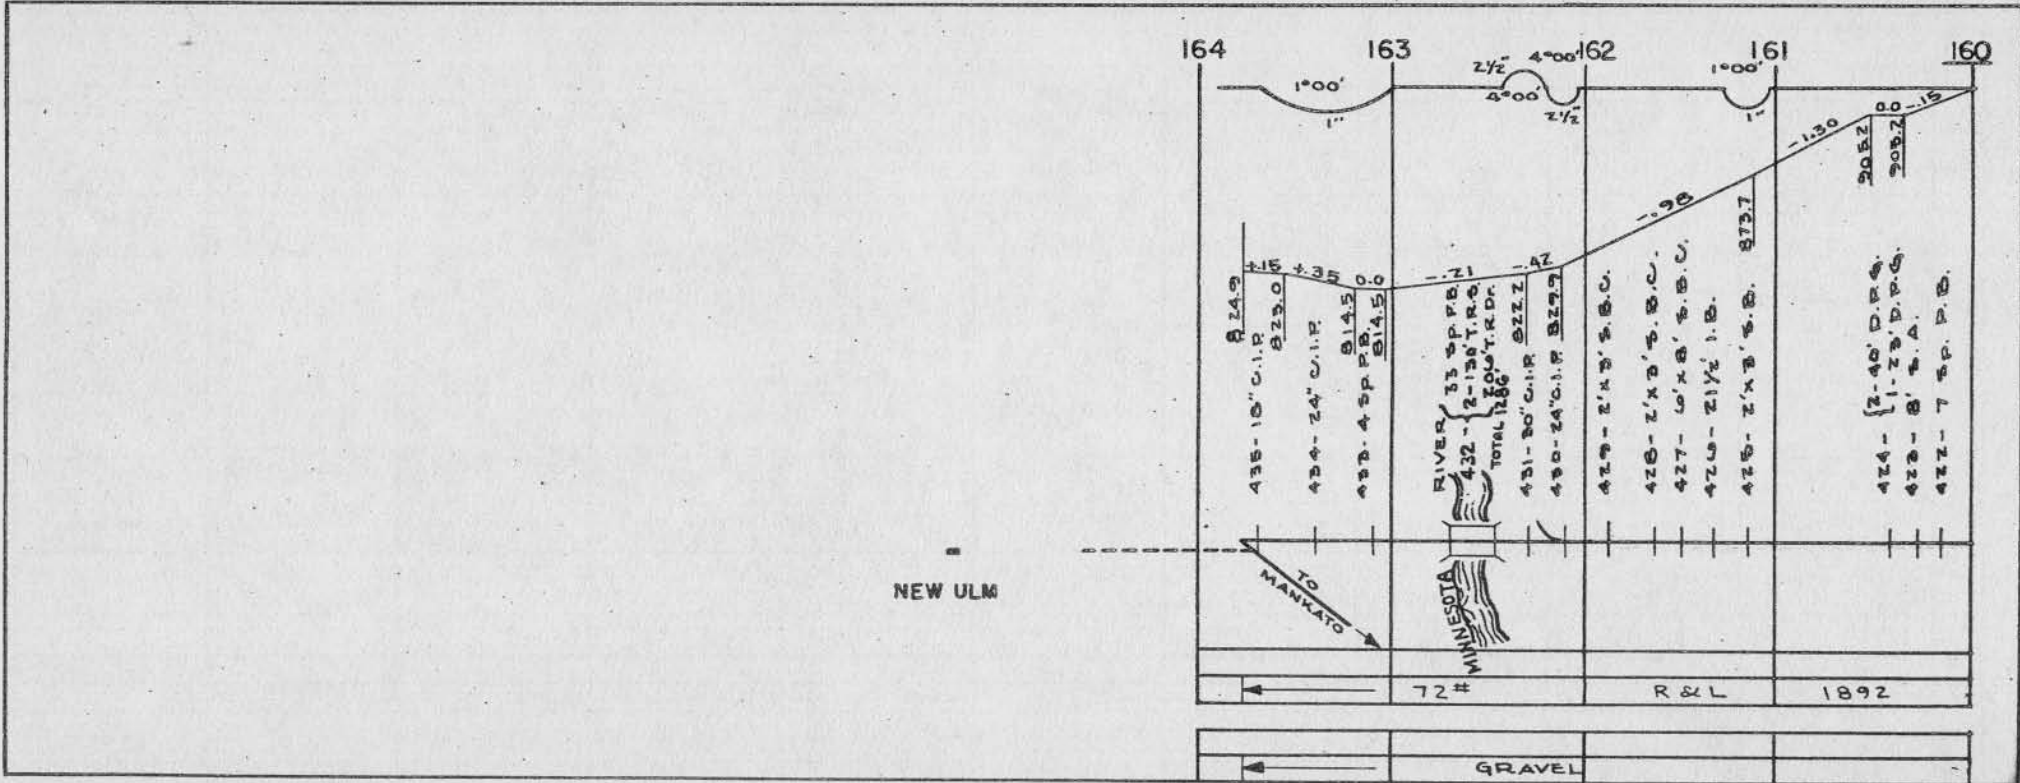 164 163 162 161 160
1°00' 2½" 4°00' 1°00'
1" 4°00' 2½" 1"
+.15 +.35 0.0 -.21 -.42 -.98 -1.30 0.0 -.15
824.9
823.0
814.5
814.5
822.2
829.9
873.7
905.2
435- 18" C.I.P.
434- 24" C.I.P.
433- 4 Sp. P.B.
432-
33 Sp. P.B.
2-150' T.R.S.
TOTAL 1286'
431- 30" C.I.P.
430- 24" C.I.P.
429- 2'x3' S.B.C.
428- 2'x3' S.B.C.
427- 6'x8' S.B.C.
426- 21½' I.B.
425- 2'x3' S.B.
424- {2-40' D.P.G.
1-23' D.P.G.
423- 8' S.A.
422- 7 Sp. P.B.
MINNESOTA RIVER
NEW ULM
TO
MANKATO
72# R & L 1892
GRAVEL